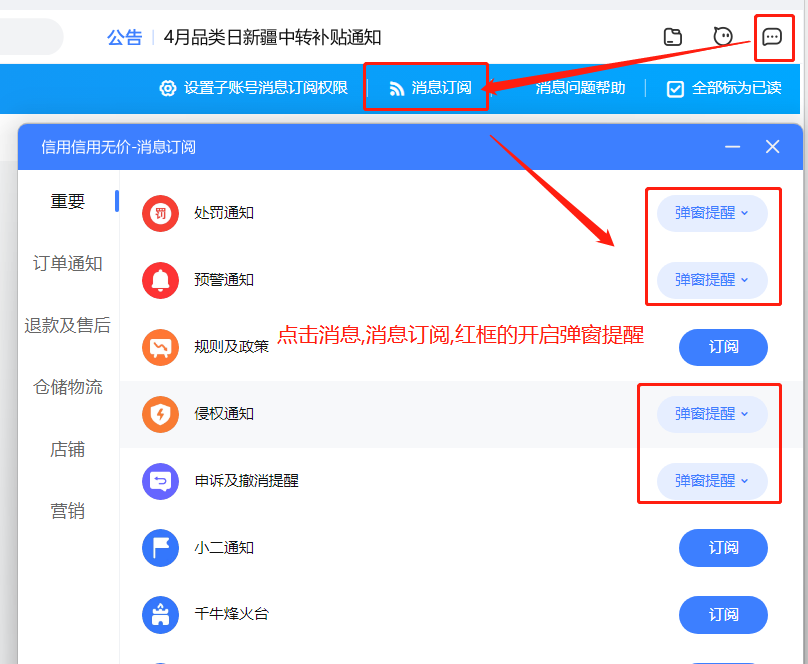 公告 4月品类日新疆中转补贴通知
设置子账号消息订阅权限 消息订阅 消息问题帮助 全部标为已读
信用信用无价-消息订阅
重要
订单通知
退款及售后
仓储物流
店铺
营销
罚 处罚通知 弹窗提醒
预警通知 弹窗提醒
规则及政策 订阅
点击消息,消息订阅,红框的开启弹窗提醒
侵权通知 弹窗提醒
申诉及撤消提醒 弹窗提醒
小二通知 订阅
千牛烽火台 订阅